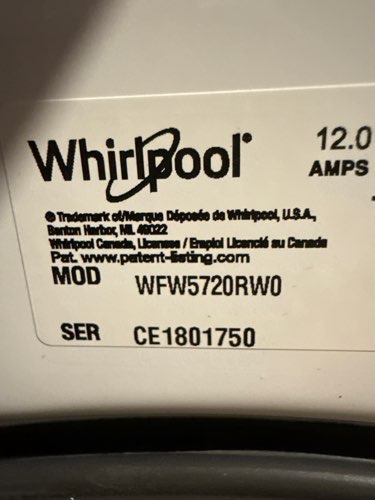 Whirlpool®
12.0
AMPS
® Trademark of/Marque Déposée de Whirlpool, U.S.A.,
Benton Harbor, MI. 49022
Whirlpool Canada, Licensee / Emploi Licencié au Canada
Pat. www.patent-listing.com
MOD WFW5720RW0
SER CE1801750